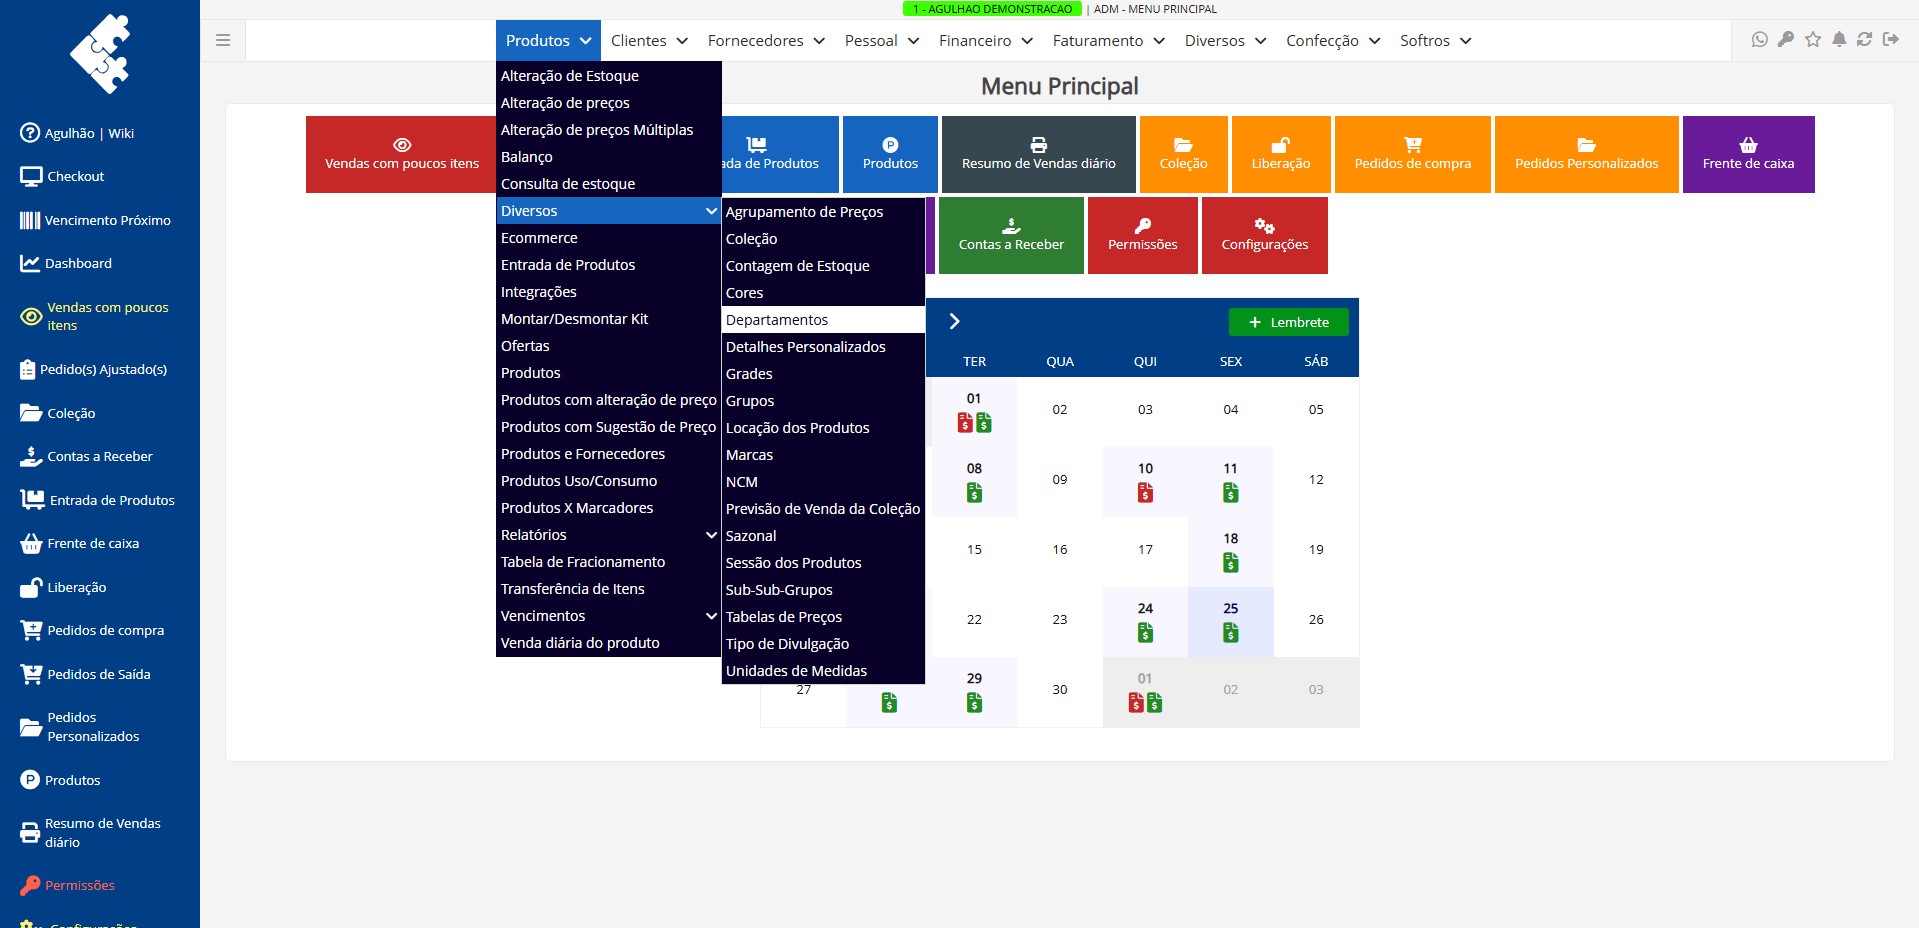 1 - AGULHAO DEMONSTRACAO | ADM - MENU PRINCIPAL
Produtos Clientes Fornecedores Pessoal Financeiro Faturamento Diversos Confecção Softros
Menu Principal
Agulhão | Wiki
Checkout
Vencimento Próximo
Dashboard
Vendas com poucos
itens
Pedido(s) Ajustado(s)
Coleção
Contas a Receber
Entrada de Produtos
Frente de caixa
Liberação
Pedidos de compra
Pedidos de Saída
Pedidos
Personalizados
Produtos
Resumo de Vendas
diário
Permissões
Alteração de Estoque
Alteração de preços
Alteração de preços Múltiplas
Balanço
Consulta de estoque
Diversos
Ecommerce
Entrada de Produtos
Integrações
Montar/Desmontar Kit
Ofertas
Produtos
Produtos com alteração de preço
Produtos com Sugestão de Preço
Produtos e Fornecedores
Produtos Uso/Consumo
Produtos X Marcadores
Relatórios
Tabela de Fracionamento
Transferência de Itens
Vencimentos
Venda diária do produto
Agrupamento de Preços
Coleção
Contagem de Estoque
Cores
Departamentos
Detalhes Personalizados
Grades
Grupos
Locação dos Produtos
Marcas
NCM
Previsão de Venda da Coleção
Sazonal
Sessão dos Produtos
Sub-Sub-Grupos
Tabelas de Preços
Tipo de Divulgação
Unidades de Medidas
Vendas com poucos itens
de Produtos
Produtos
Resumo de Vendas diário
Coleção
Liberação
Pedidos de compra
Pedidos Personalizados
Frente de caixa
Contas a Receber
Permissões
Configurações
+ Lembrete
TER QUA QUI SEX SÁB
01 02 03 04 05
08 09 10 11 12
15 16 17 18 19
22 23 24 25 26
27 29 30 01 02 03